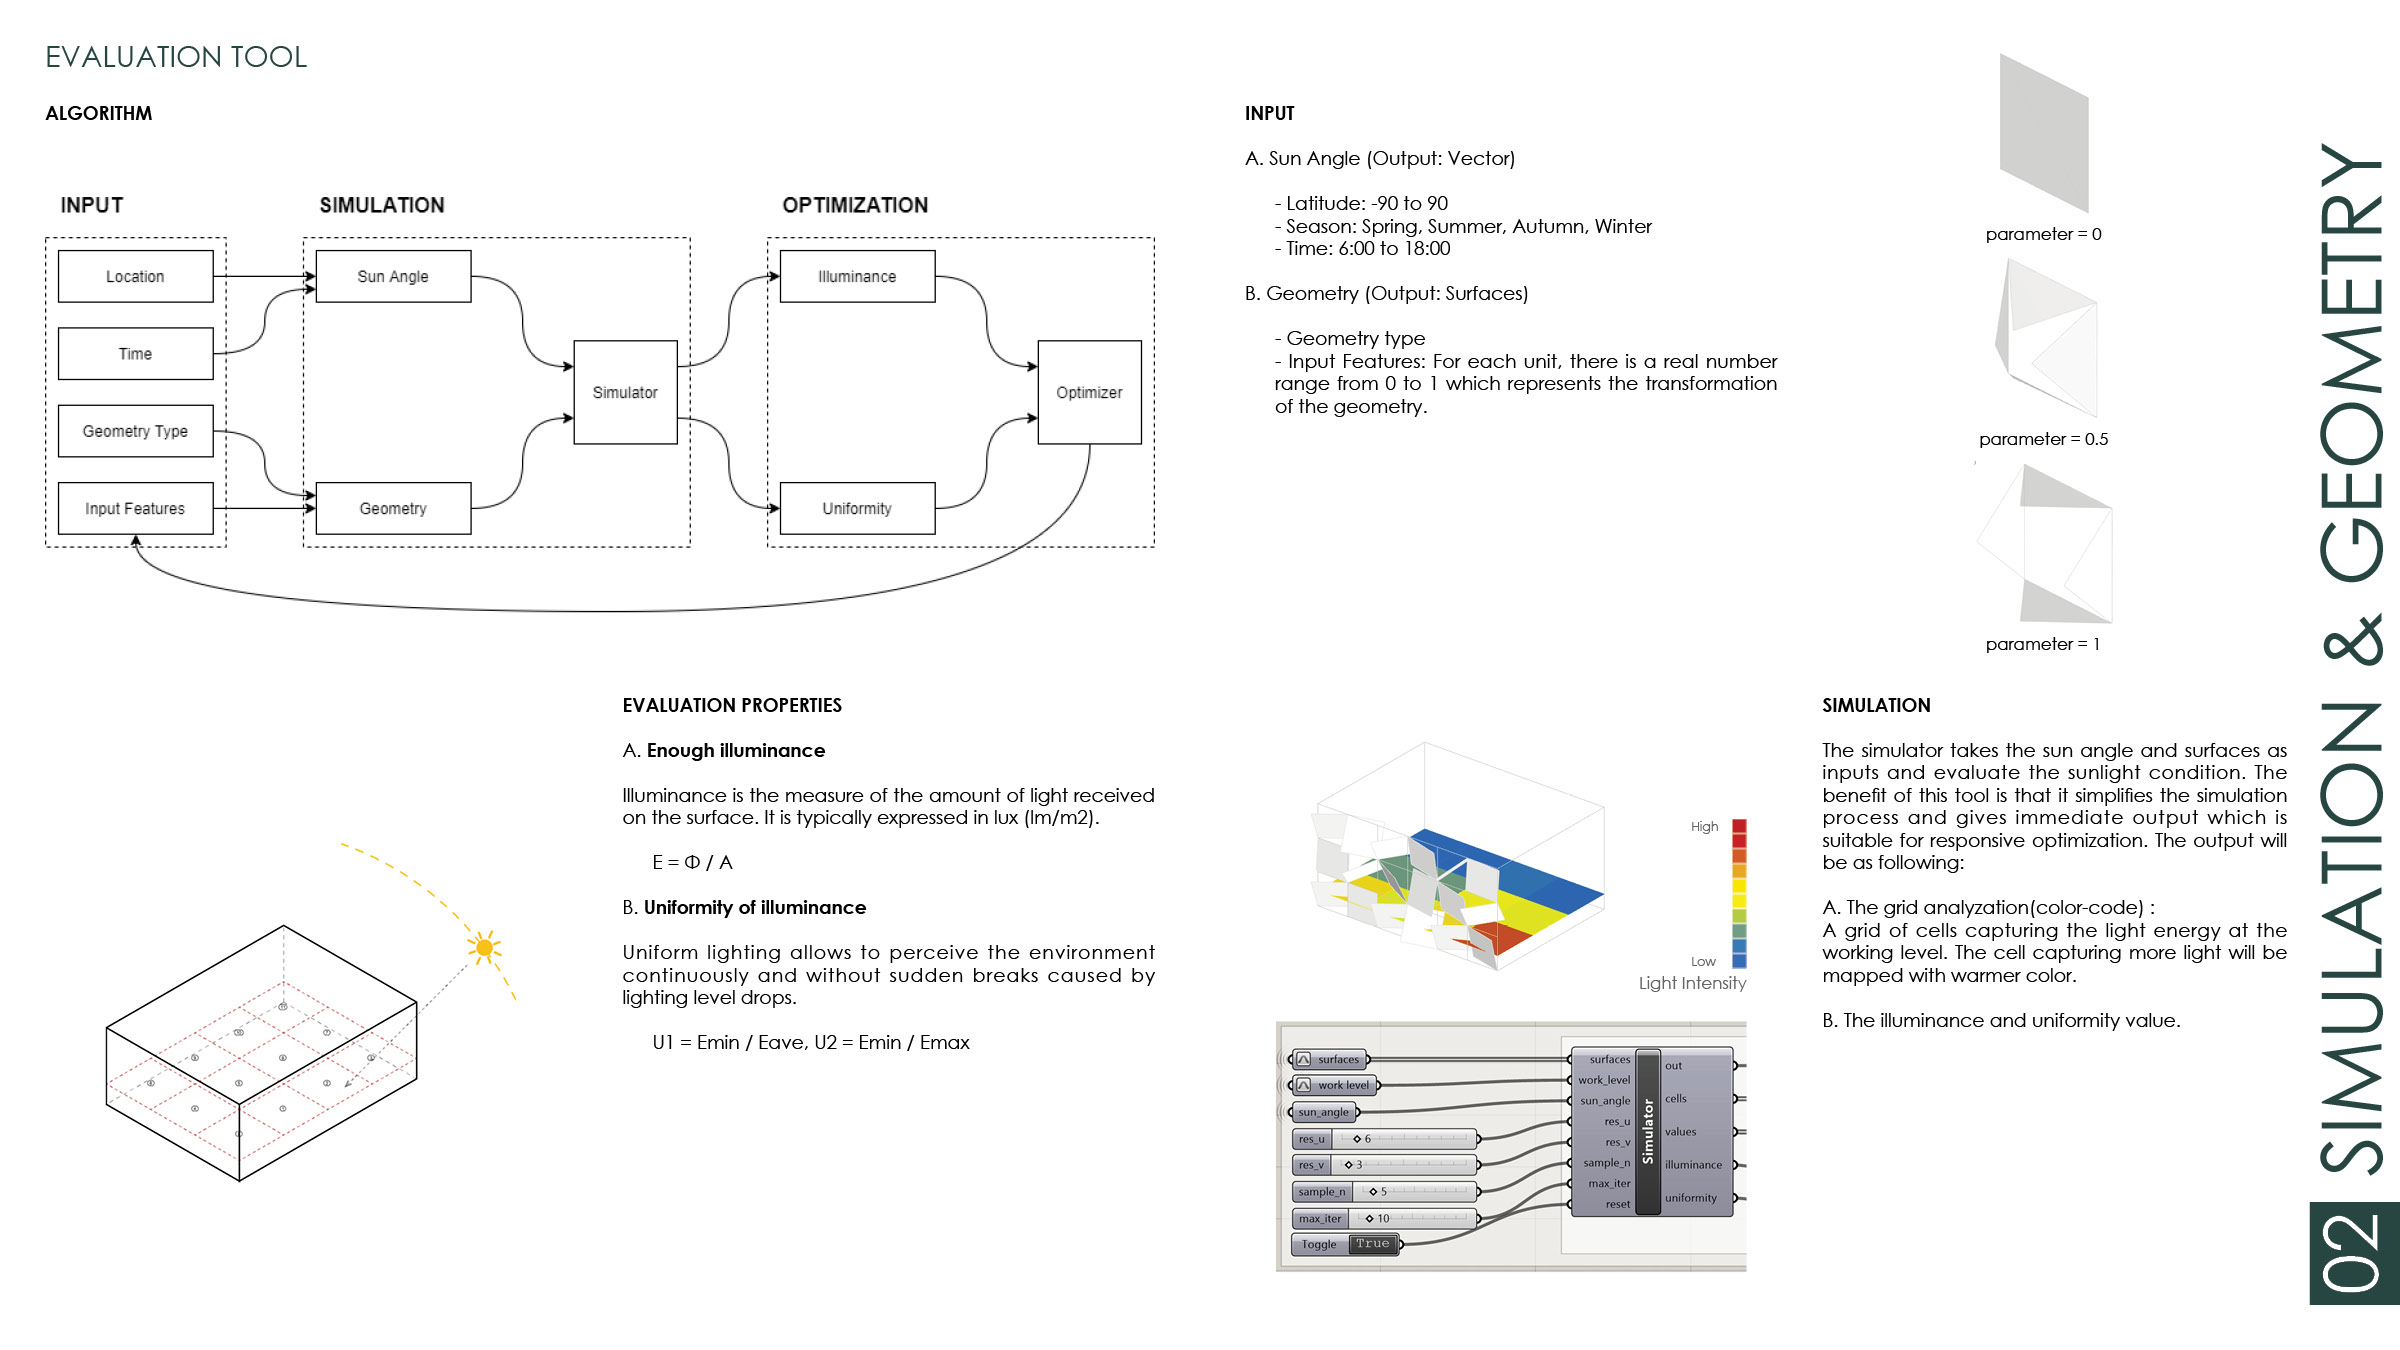 EVALUATION TOOL
ALGORITHM
INPUT
SIMULATION
OPTIMIZATION
Location
Time
Geometry Type
Input Features
Sun Angle
Geometry
Simulator
Illuminance
Uniformity
Optimizer
EVALUATION PROPERTIES
A. Enough illuminance
Illuminance is the measure of the amount of light received
on the surface. It is typically expressed in lux (lm/m2).
E = Φ / A
B. Uniformity of illuminance
Uniform lighting allows to perceive the environment
continuously and without sudden breaks caused by
lighting level drops.
U1 = Emin / Eave, U2 = Emin / Emax
INPUT
A. Sun Angle (Output: Vector)
- Latitude: -90 to 90
- Season: Spring, Summer, Autumn, Winter
- Time: 6:00 to 18:00
B. Geometry (Output: Surfaces)
- Geometry type
- Input Features: For each unit, there is a real number
range from 0 to 1 which represents the transformation
of the geometry.
parameter = 0
parameter = 0.5
parameter = 1
High
Low
Light Intensity
surfaces
work level
sun_angle
res_u 6
res_v 3
sample_n 5
max_iter 10
Toggle True
surfaces
work_level
sun_angle
res_u
res_v
sample_n
max_iter
reset
Simulator
out
cells
values
illuminance
uniformity
SIMULATION
The simulator takes the sun angle and surfaces as
inputs and evaluate the sunlight condition. The
benefit of this tool is that it simplifies the simulation
process and gives immediate output which is
suitable for responsive optimization. The output will
be as following:
A. The grid analyzation(color-code) :
A grid of cells capturing the light energy at the
working level. The cell capturing more light will be
mapped with warmer color.
B. The illuminance and uniformity value.
02 SIMULATION & GEOMETRY